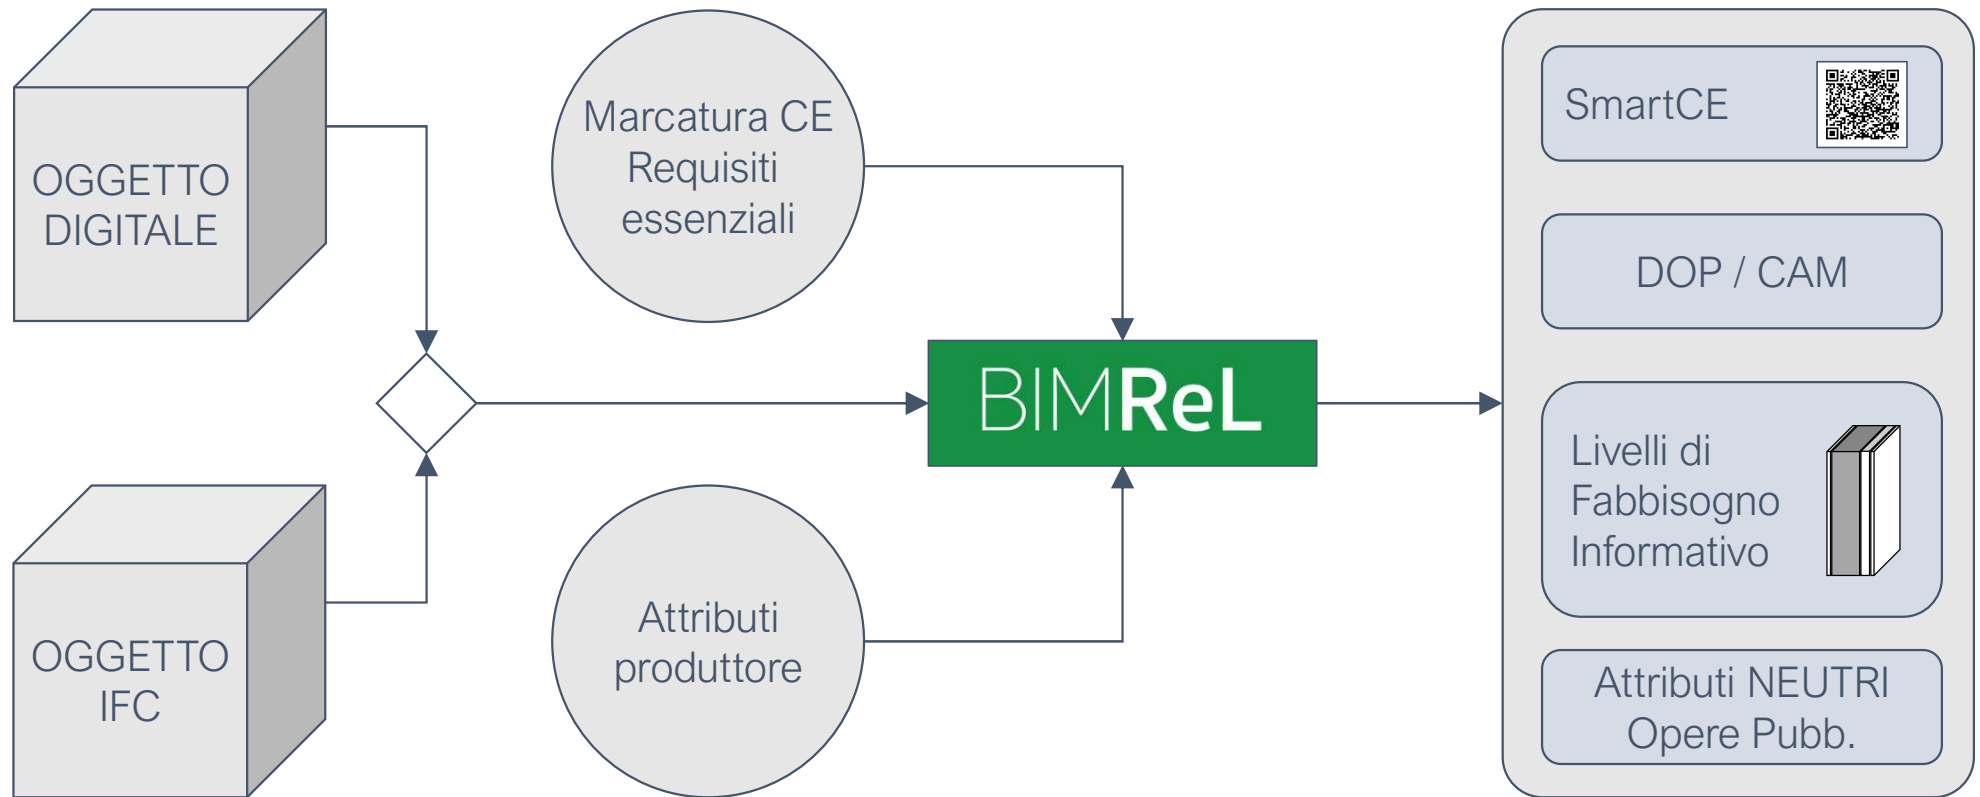 OGGETTO
DIGITALE
OGGETTO
IFC
Marcatura CE
Requisiti
essenziali
Attributi
produttore
BIMReL
SmartCE
DOP / CAM
Livelli di
Fabbisogno
Informativo
Attributi NEUTRI
Opere Pubb.